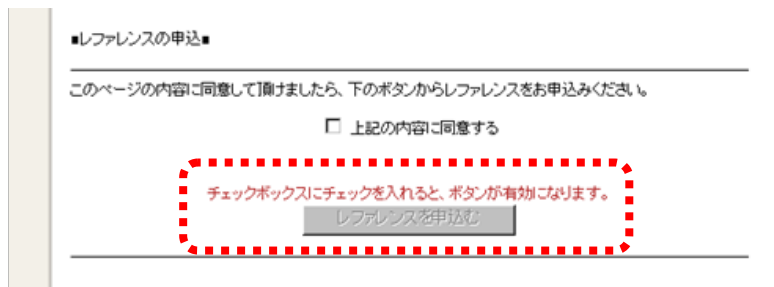 ■レファレンスの申込■
このページの内容に同意して頂けましたら、下のボタンからレファレンスをお申込みください。
上記の内容に同意する
チェックボックスにチェックを入れると、ボタンが有効になります。
レファレンスを申込む